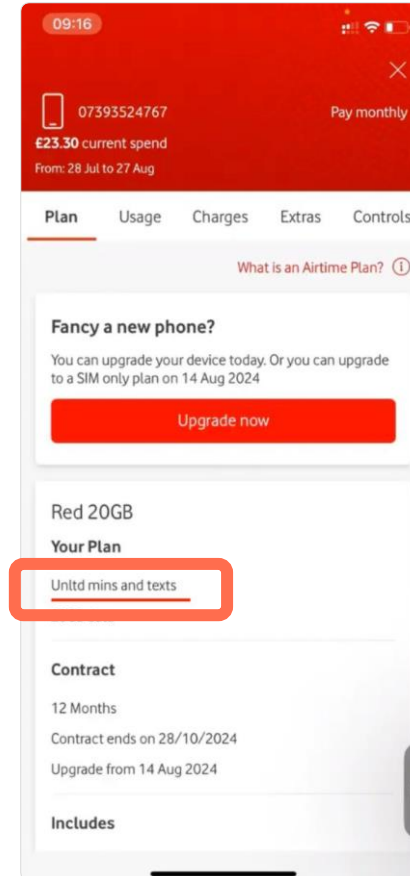 09:16
07393524767
Pay monthly
£23.30 current spend
From: 28 Jul to 27 Aug
Plan Usage Charges Extras Controls
What is an Airtime Plan?
Fancy a new phone?
You can upgrade your device today. Or you can upgrade
to a SIM only plan on 14 Aug 2024
Upgrade now
Red 20GB
Your Plan
Unltd mins and texts
Contract
12 Months
Contract ends on 28/10/2024
Upgrade from 14 Aug 2024
Includes